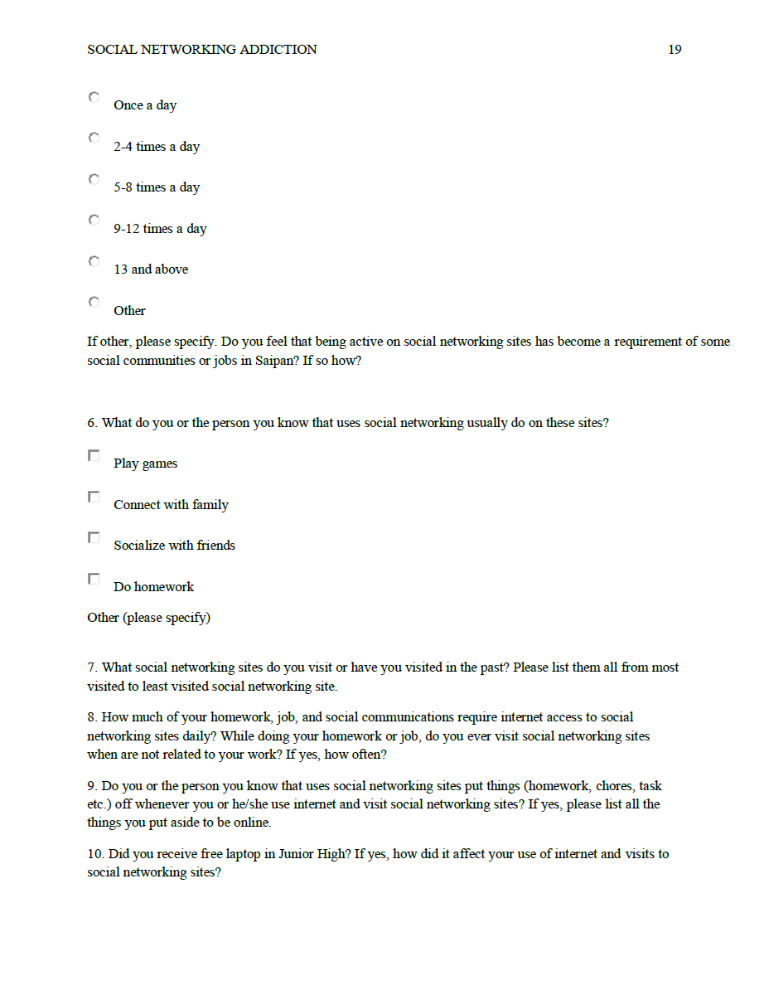 SOCIAL NETWORKING ADDICTION 19
Once a day
2-4 times a day
5-8 times a day
9-12 times a day
13 and above
Other
If other, please specify. Do you feel that being active on social networking sites has become a requirement of some
social communities or jobs in Saipan? If so how?
6. What do you or the person you know that uses social networking usually do on these sites?
Play games
Connect with family
Socialize with friends
Do homework
Other (please specify)
7. What social networking sites do you visit or have you visited in the past? Please list them all from most
visited to least visited social networking site.
8. How much of your homework, job, and social communications require internet access to social
networking sites daily? While doing your homework or job, do you ever visit social networking sites
when are not related to your work? If yes, how often?
9. Do you or the person you know that uses social networking sites put things (homework, chores, task
etc.) off whenever you or he/she use internet and visit social networking sites? If yes, please list all the
things you put aside to be online.
10. Did you receive free laptop in Junior High? If yes, how did it affect your use of internet and visits to
social networking sites?